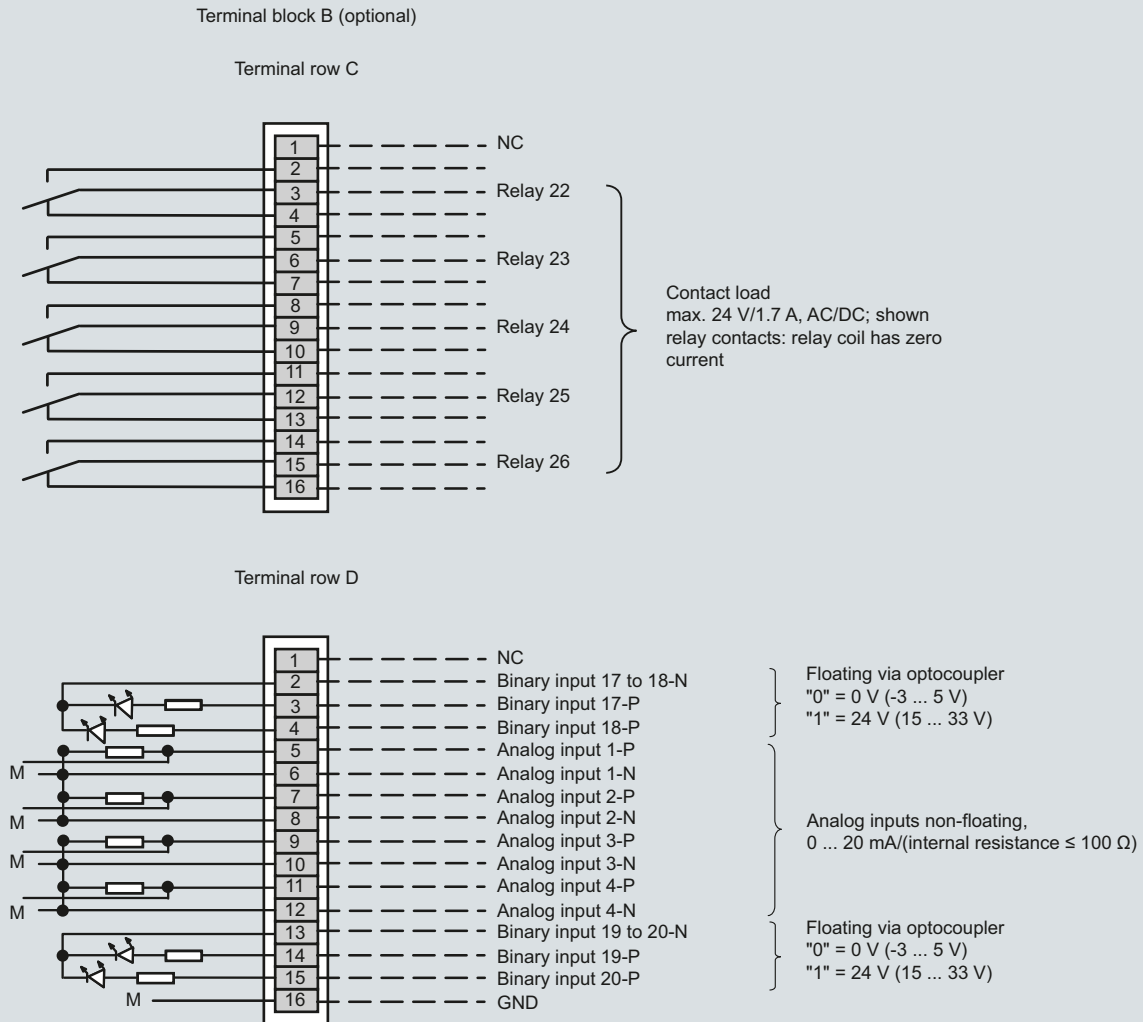 Terminal block B (optional)
Terminal row C
1 NC
2
3 Relay 22
4
5
6 Relay 23
7
8
9 Relay 24
10
11
12 Relay 25
13
14
15 Relay 26
16
Contact load
max. 24 V/1.7 A, AC/DC; shown
relay contacts: relay coil has zero
current
Terminal row D
1 NC
2 Binary input 17 to 18-N
3 Binary input 17-P
4 Binary input 18-P
Floating via optocoupler
"0" = 0 V (-3 ... 5 V)
"1" = 24 V (15 ... 33 V)
5 Analog input 1-P
M 6 Analog input 1-N
7 Analog input 2-P
M 8 Analog input 2-N
9 Analog input 3-P
M 10 Analog input 3-N
11 Analog input 4-P
M 12 Analog input 4-N
Analog inputs non-floating,
0 ... 20 mA/(internal resistance ≤ 100 Ω)
13 Binary input 19 to 20-N
14 Binary input 19-P
15 Binary input 20-P
M 16 GND
Floating via optocoupler
"0" = 0 V (-3 ... 5 V)
"1" = 24 V (15 ... 33 V)